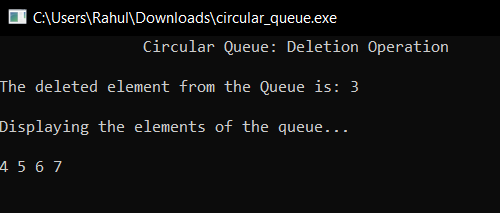 C:\Users\Rahul\Downloads\circular_queue.exe
Circular Queue: Deletion Operation
The deleted element from the Queue is: 3
Displaying the elements of the queue...
4 5 6 7